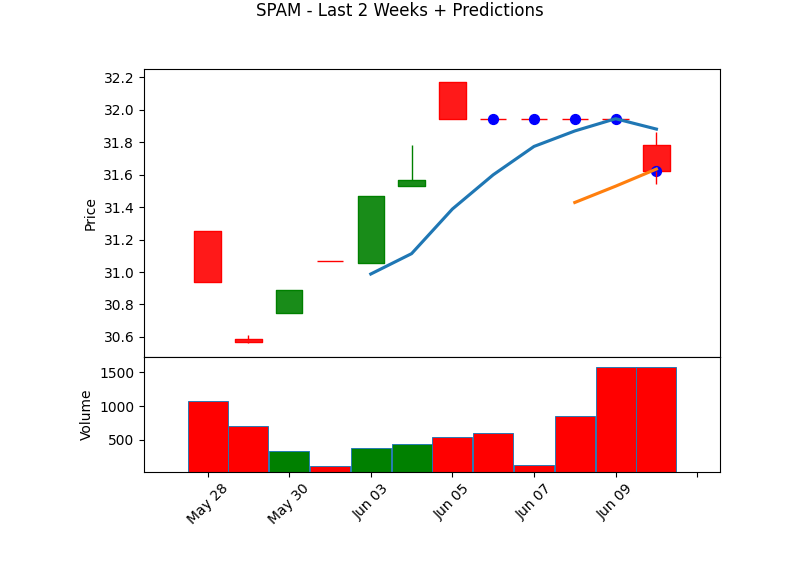 SPAM - Last 2 Weeks + Predictions
32.2
32.0
31.8
31.6
31.4
31.2
31.0
30.8
30.6
Price
1500
1000
500
Volume
May 28
May 30
Jun 03
Jun 05
Jun 07
Jun 09